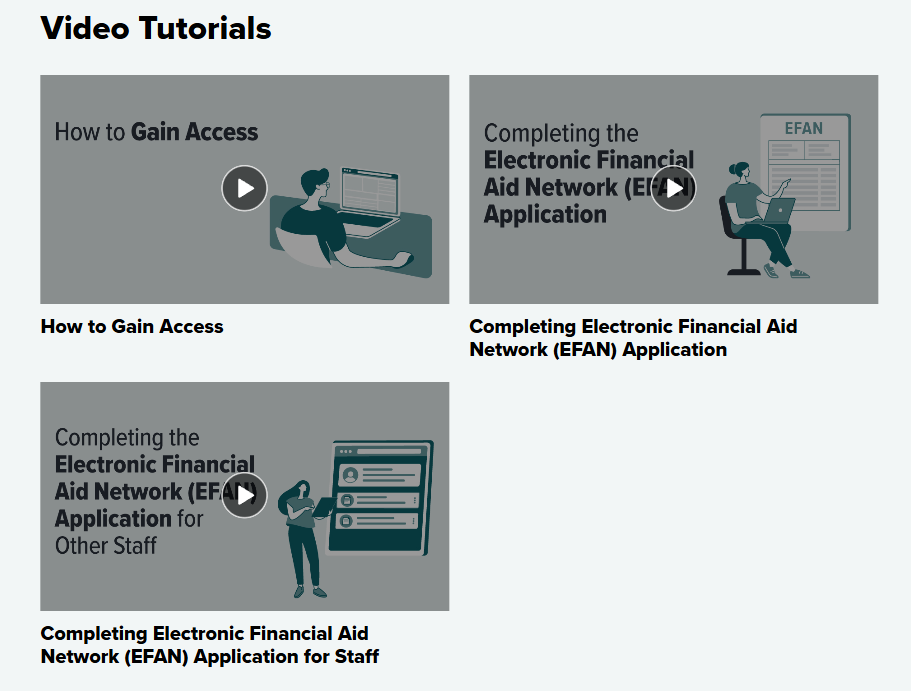 Video Tutorials
How to Gain Access
How to Gain Access
Completing the
Electronic Financial
Aid Network (EFAN)
Application
EFAN
Completing Electronic Financial Aid
Network (EFAN) Application
Completing the
Electronic Financial
Aid Network (EFAN)
Application for
Other Staff
Completing Electronic Financial Aid
Network (EFAN) Application for Staff